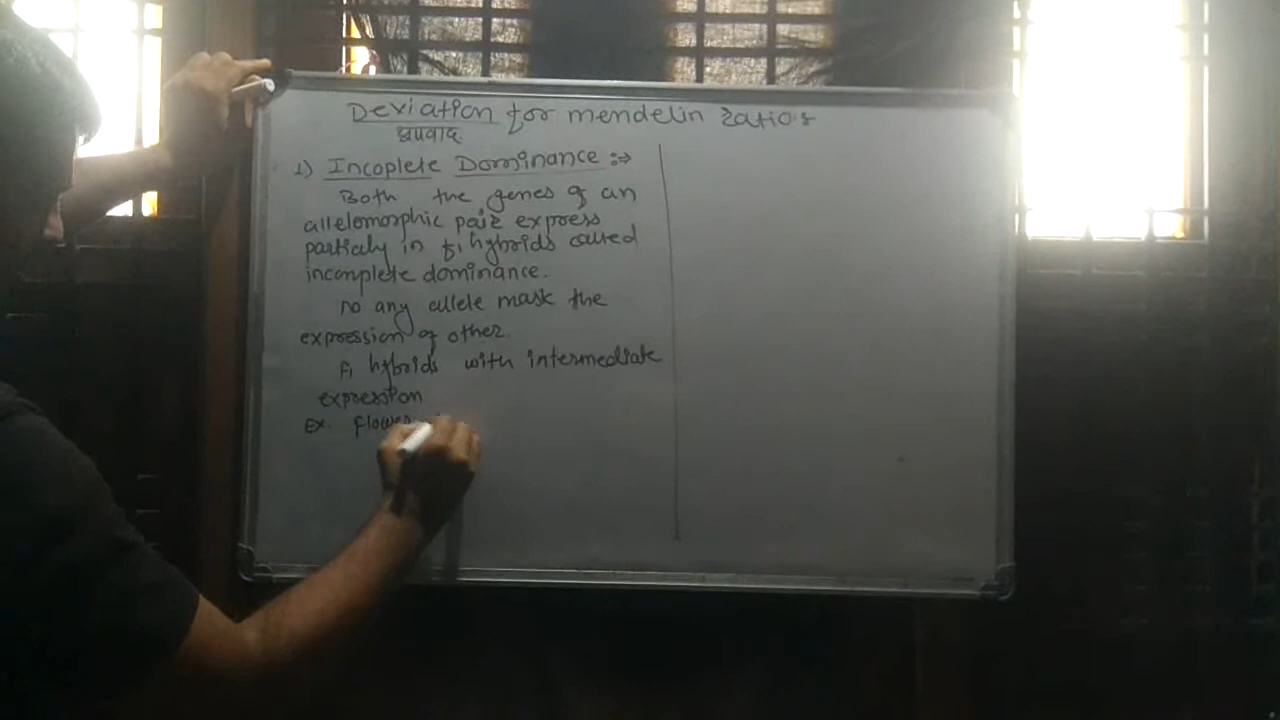 Deviation for mendelin ratios
अपवाद
1) Incoplete Dominance :⇒
Both the genes of an
allelomorphic pair express
partialy in F1 hybrids called
incomplete dominance.
no any allele mask the
expression of other.
F1 hybrids with intermediate
expression
Ex. Flower